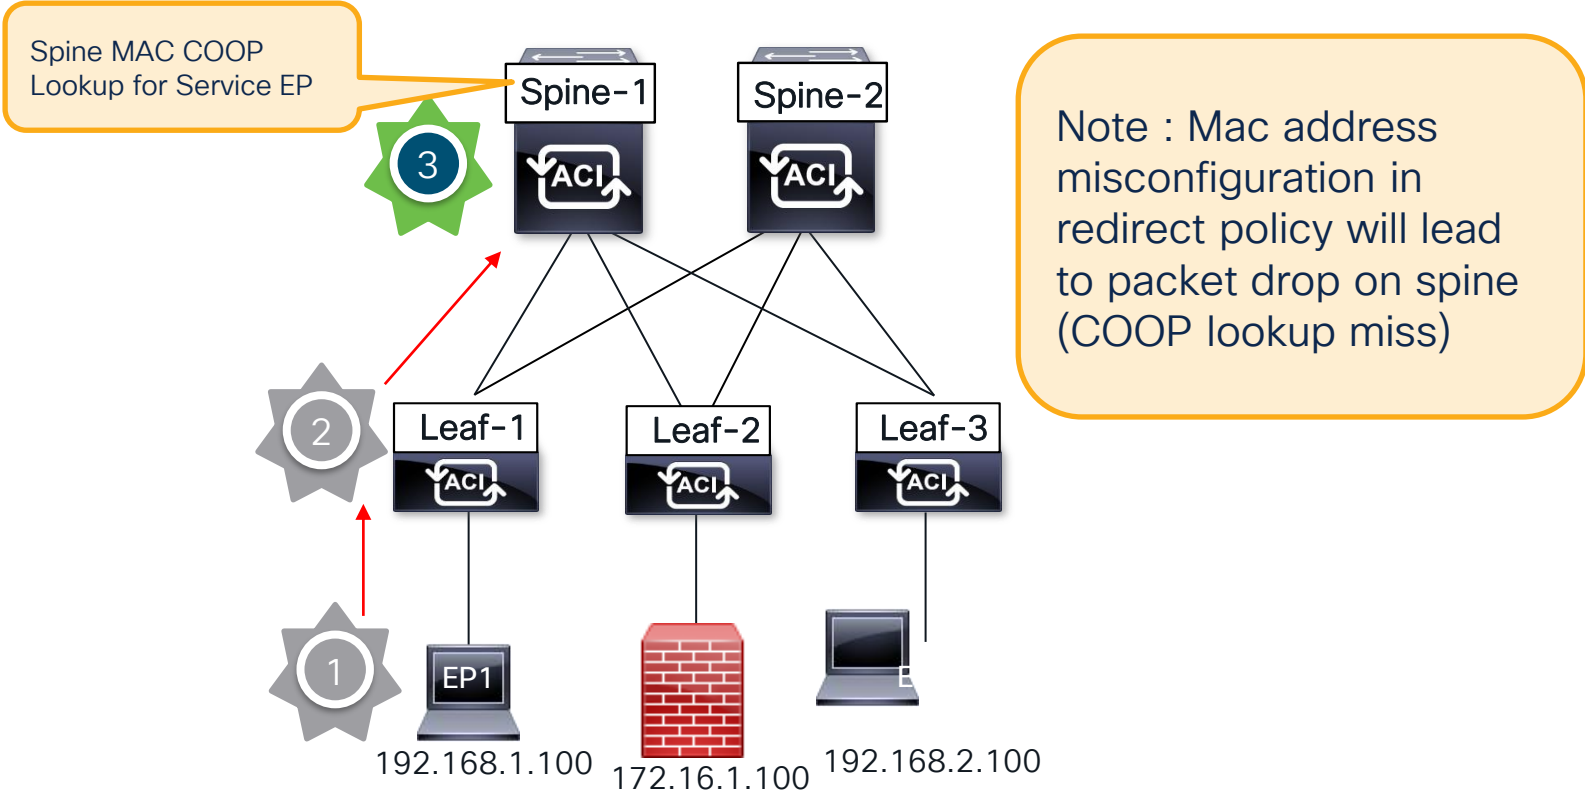 Spine MAC COOP
Lookup for Service EP
Spine-1
Spine-2
3
ACI
ACI
Note : Mac address
misconfiguration in
redirect policy will lead
to packet drop on spine
(COOP lookup miss)
2
Leaf-1
Leaf-2
Leaf-3
ACI
ACI
ACI
1
EP1
E
192.168.1.100
172.16.1.100
192.168.2.100